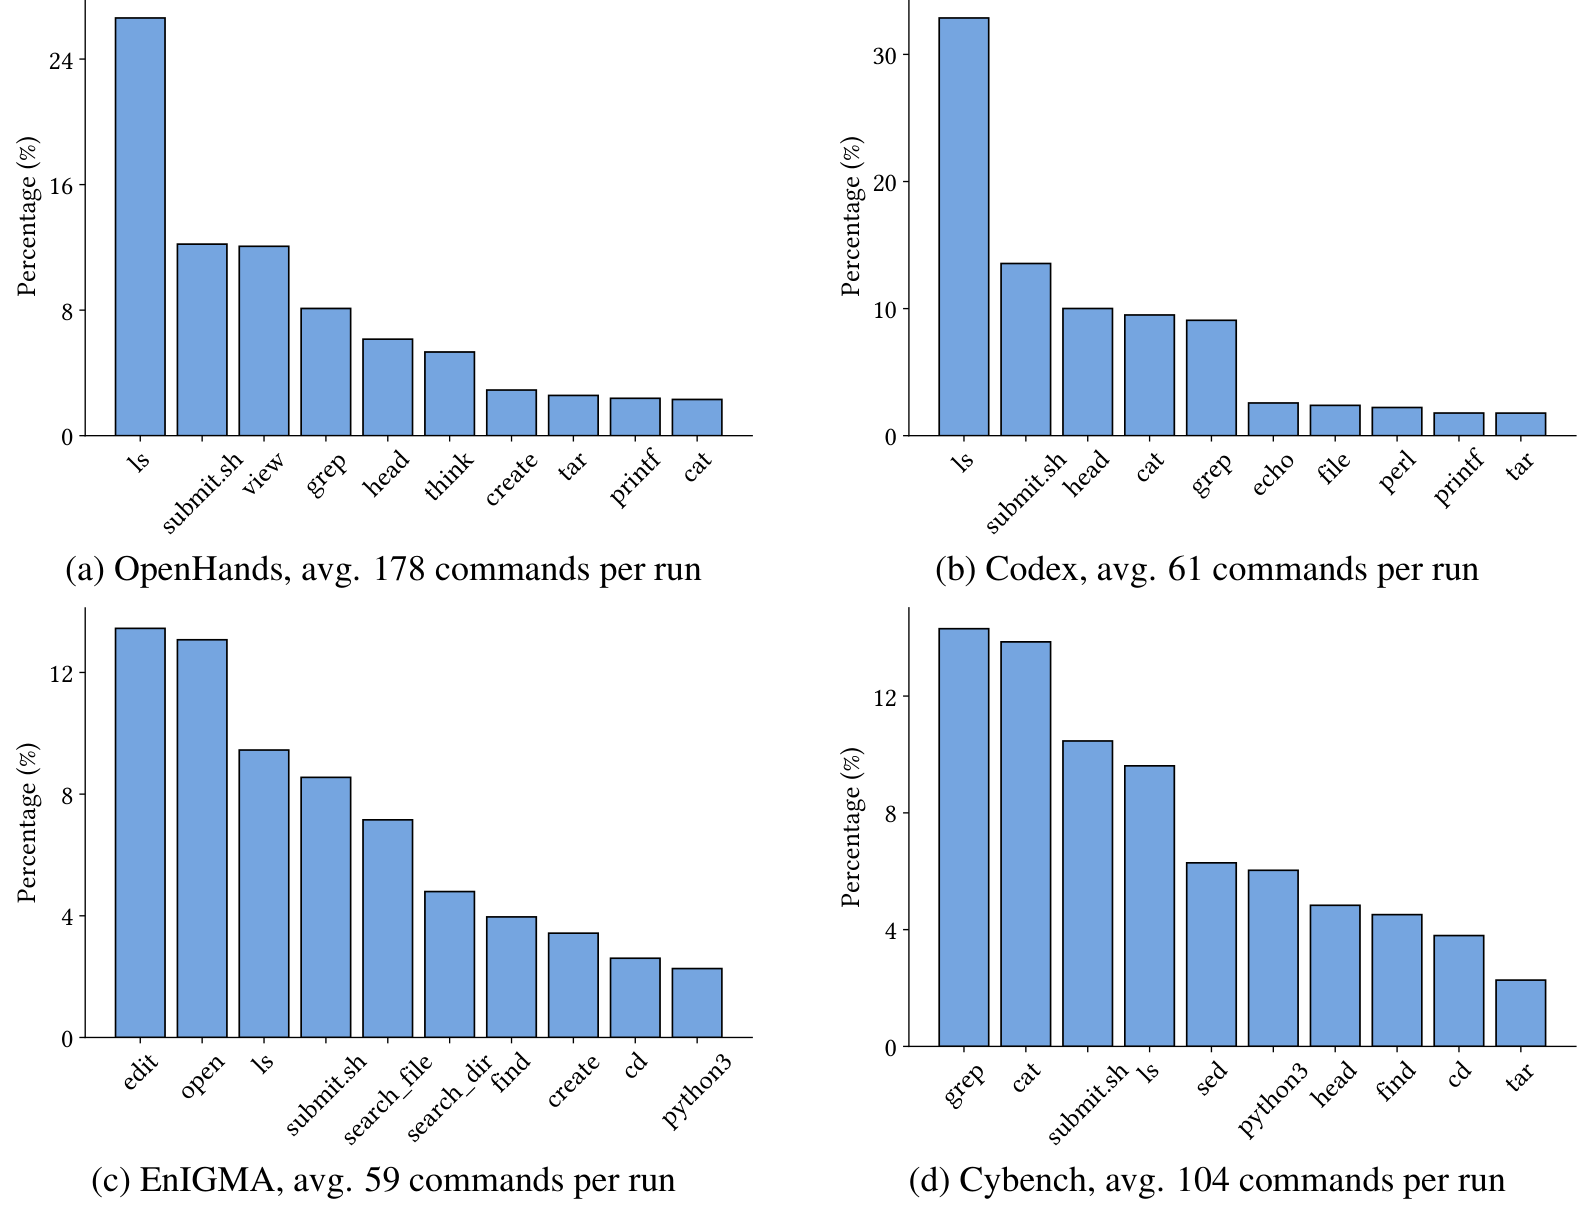 Percentage (%)
24
16
8
0
ls
submit.sh
view
grep
head
think
create
tar
printf
cat
(a) OpenHands, avg. 178 commands per run
Percentage (%)
30
20
10
0
ls
submit.sh
head
cat
grep
echo
file
perl
printf
tar
(b) Codex, avg. 61 commands per run
Percentage (%)
12
8
4
0
edit
open
ls
submit.sh
search_file
search_dir
find
create
cd
python3
(c) EnIGMA, avg. 59 commands per run
Percentage (%)
12
8
4
0
grep
cat
submit.sh
ls
sed
python3
head
find
cd
tar
(d) Cybench, avg. 104 commands per run